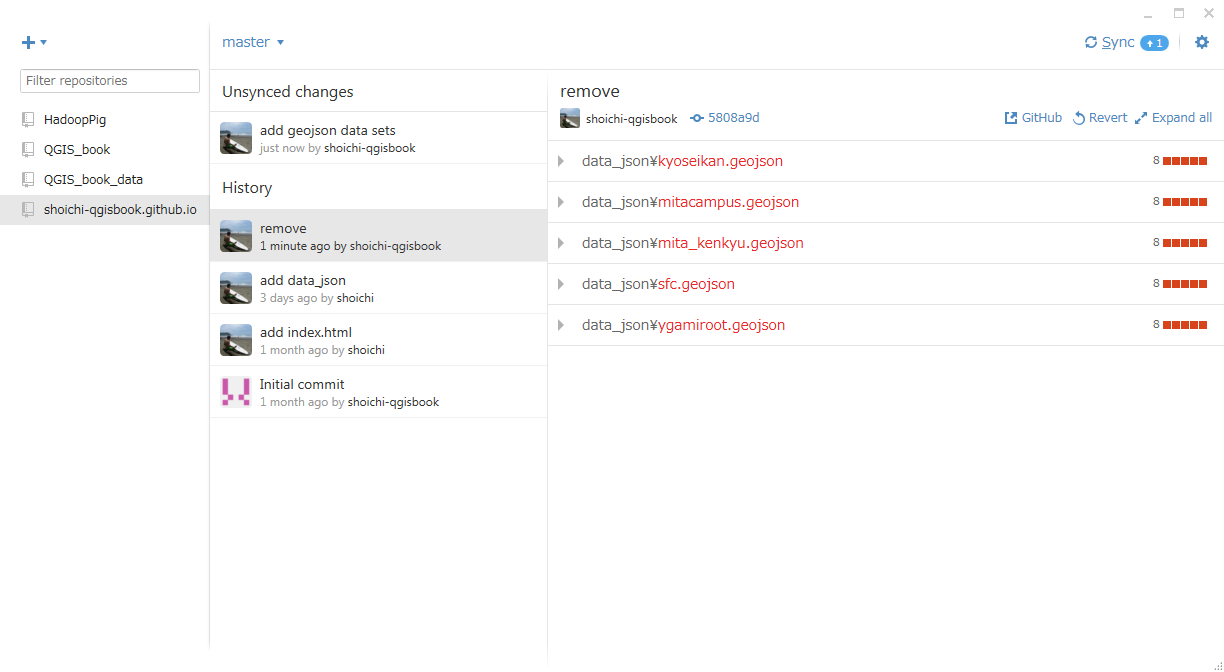 master
Sync
1
Filter repositories
HadoopPig
QGIS_book
QGIS_book_data
shoichi-qgisbook.github.io
Unsynced changes
add geojson data sets
just now by shoichi-qgisbook
History
remove
1 minute ago by shoichi-qgisbook
add data_json
3 days ago by shoichi
add index.html
1 month ago by shoichi
Initial commit
1 month ago by shoichi-qgisbook
remove
shoichi-qgisbook 5808a9d
GitHub Revert Expand all
data_json¥kyoseikan.geojson 8
data_json¥mitacampus.geojson 8
data_json¥mita_kenkyu.geojson 8
data_json¥sfc.geojson 8
data_json¥ygamiroot.geojson 8